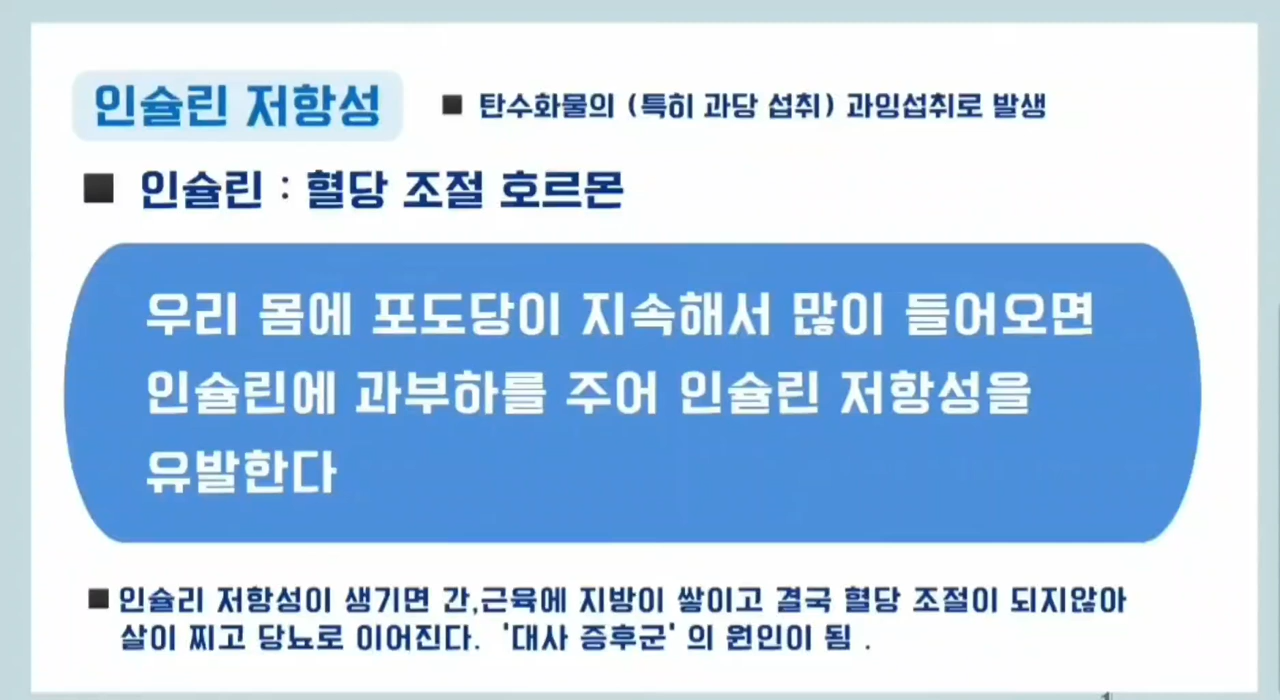 인슐린 저항성
■ 탄수화물의 (특히 과당 섭취) 과잉섭취로 발생
■ 인슐린 : 혈당 조절 호르몬
우리 몸에 포도당이 지속해서 많이 들어오면
인슐린에 과부하를 주어 인슐린 저항성을
유발한다
■ 인슐리 저항성이 생기면 간,근육에 지방이 쌓이고 결국 혈당 조절이 되지않아
살이 찌고 당뇨로 이어진다. '대사 증후군' 의 원인이 됨 .